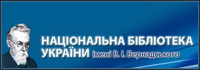 НАЦІОНАЛЬНА БІБЛІОТЕКА
УКРАЇНИ імені В. І. Вернадського